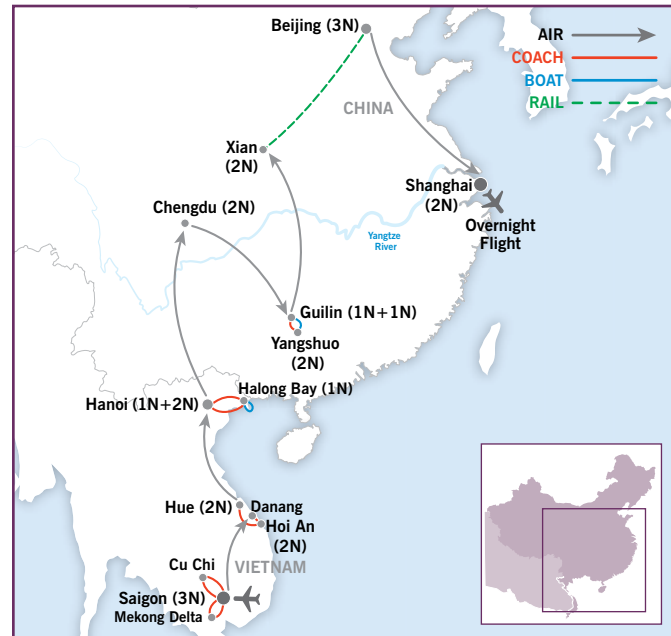 Beijing (3N)
AIR
COACH
BOAT
RAIL
CHINA
Xian
(2N)
Shanghai
(2N)
Overnight
Flight
Chengdu (2N)
Yangtze
River
Guilin (1N+1N)
Yangshuo
(2N)
Halong Bay (1N)
Hanoi (1N+2N)
Hue (2N)
Danang
Hoi An
(2N)
Cu Chi
VIETNAM
Saigon (3N)
Mekong Delta